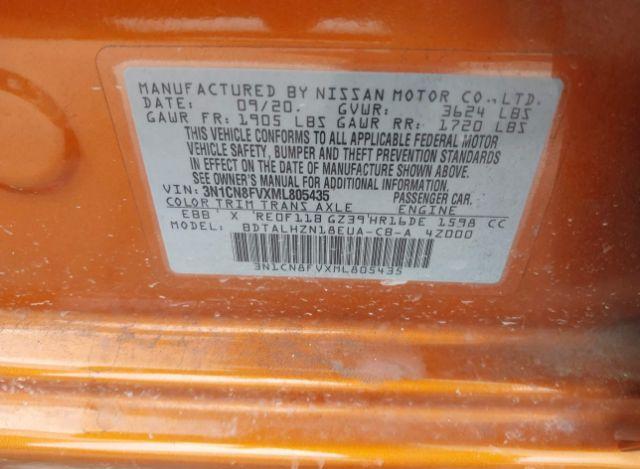 MANUFACTURED BY NISSAN MOTOR CO.,LTD.
DATE: 09/20. GVWR: 3624 LBS
GAWR FR: 1905 LBS GAWR RR: 1720 LBS
THIS VEHICLE CONFORMS TO ALL APPLICABLE FEDERAL MOTOR
VEHICLE SAFETY, BUMPER AND THEFT PREVENTION STANDARDS
IN EFFECT ON THE DATE OF MANUFACTURE SHOWN ABOVE.
SEE OWNER'S MANUAL FOR ADDITIONAL INFORMATION
VIN: 3N1CN8FVXML805435 PASSENGER CAR.
COLOR TRIM TRANS AXLE ENGINE
EBB X RE0F11B GZ39 HR16DE 1598 CC
MODEL: BDTALHZN18EUA-CB-A 4Z000
3N1CN8FVXML805435